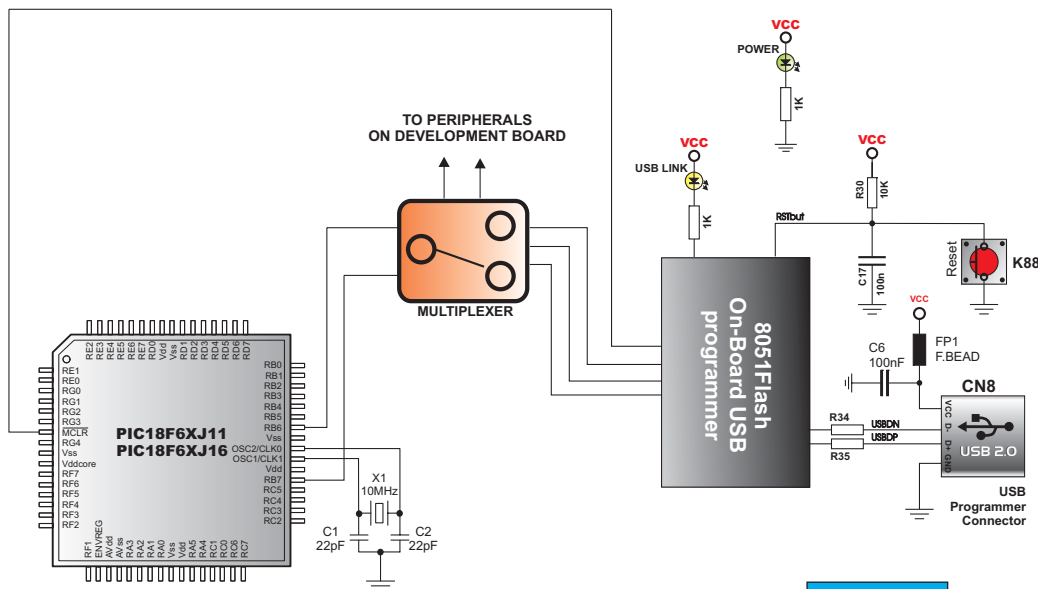 VCC
POWER
1K
TO PERIPHERALS
ON DEVELOPMENT BOARD
VCC
USB LINK
1K
VCC
R30
10K
RSTbut
C17
100n
Reset
K88
MULTIPLEXER
8051Flash
On-Board USB
programmer
VCC
FP1
F.BEAD
C6
100nF
CN8
VCC
D-
D+
GND
USB 2.0
R34
USBDN
USBDP
R35
USB
Programmer
Connector
RE2
RE3
RE4
RE5
RE6
RE7
RD0
Vdd
Vss
RD1
RD2
RD3
RD4
RD5
RD6
RD7
RE1
RE0
RG0
RG1
RG2
RG3
MCLR
RG4
Vss
Vddcore
RF7
RF6
RF5
RF4
RF3
RF2
PIC18F6XJ11
PIC18F6XJ16
RB0
RB1
RB2
RB3
RB4
RB5
RB6
Vss
OSC2/CLK0
OSC1/CLK1
Vdd
RB7
RC5
RC4
RC3
RC2
RF1
ENVREG
AVdd
AVss
RA3
RA2
RA1
RA0
Vss
Vdd
RA5
RA4
RC1
RC0
RC6
RC7
X1
10MHz
C1
22pF
C2
22pF